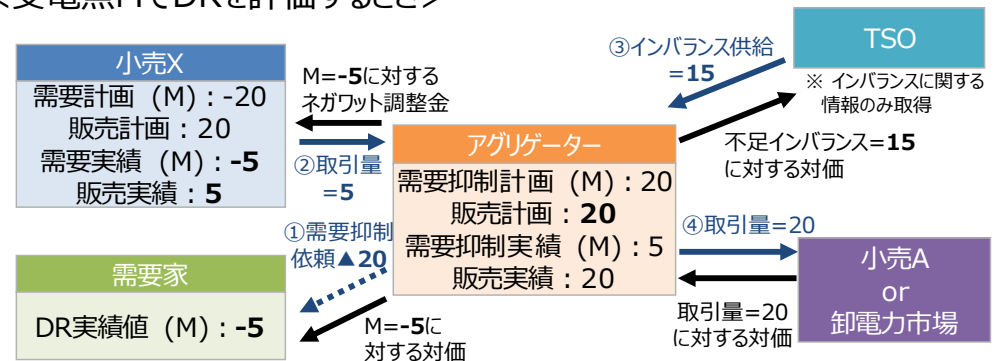 ＜受電点MでDRを評価するとき＞
小売X
需要計画 (M)：-20
販売計画：20
需要実績 (M)：-5
販売実績：5
M=-5に対する
ネガワット調整金
②取引量
=5
③インバランス供給
=15
TSO
※ インバランスに関する
情報のみ取得
不足インバランス=15
に対する対価
アグリゲーター
需要抑制計画 (M)：20
販売計画：20
需要抑制実績 (M)：5
販売実績：20
①需要抑制
依頼▲20
④取引量=20
需要家
DR実績値 (M)：-5
M=-5に
対する対価
取引量=20
に対する対価
小売A
or
卸電力市場